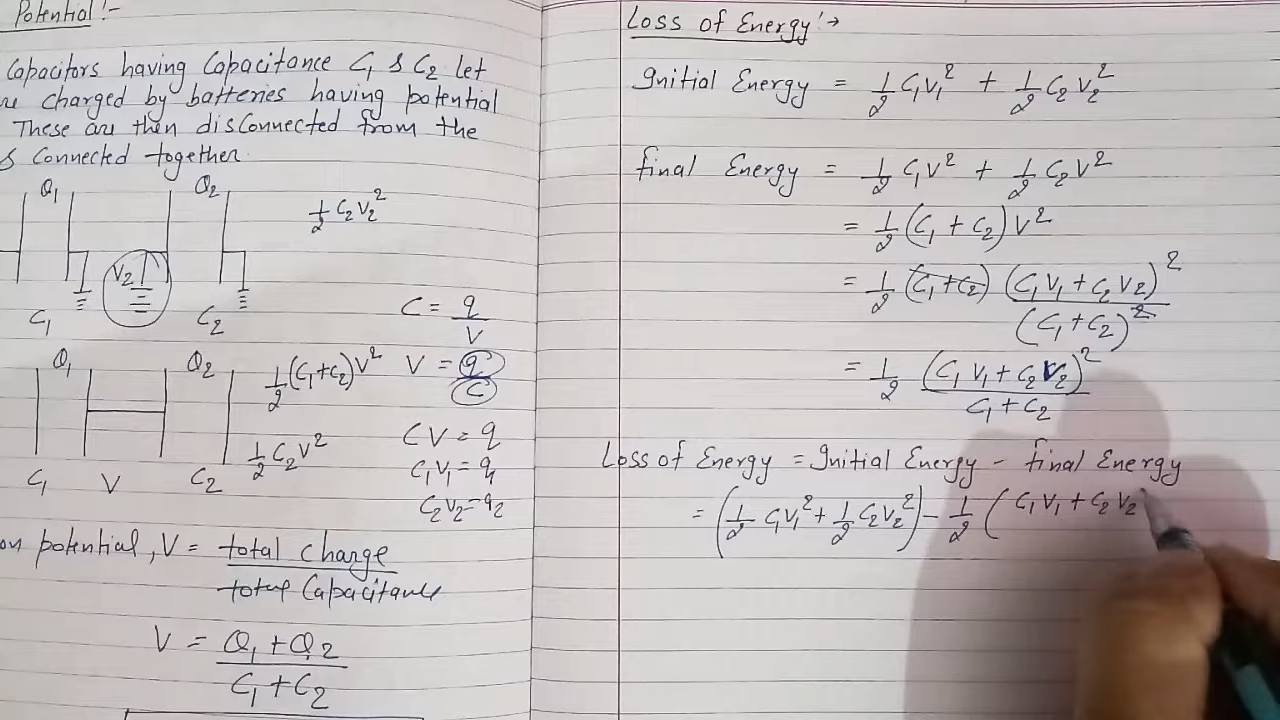 Potential :-
Capacitors having Capacitance C₁ & C₂ Let
charged by batteries having potential
These are then disconnected from the
& Connected together.
Q₁ Q₂ 1/2 C₂V₂²
V₂
C₁ C₂
C = q/V
Q₁ Q₂ 1/2 (C₁+C₂)V² V = q/C
1/2 C₂V²
CV = q
C₁ V C₂ C₁V₁ = q₁
C₂V₂ = q₂
on potential, V = total charge / total Capacitance
V = Q₁ + Q₂ / C₁ + C₂
Loss of Energy :→
Initial Energy = 1/2 C₁V₁² + 1/2 C₂V₂²
final Energy = 1/2 C₁V² + 1/2 C₂V²
= 1/2 (C₁ + C₂) V²
= 1/2 (C₁+C₂) (C₁V₁ + C₂V₂)² / (C₁+C₂)²
= 1/2 (C₁V₁ + C₂V₂)² / C₁ + C₂
Loss of Energy = Initial Energy - final Energy
= (1/2 C₁V₁² + 1/2 C₂V₂²) - 1/2 ( C₁V₁ + C₂V₂